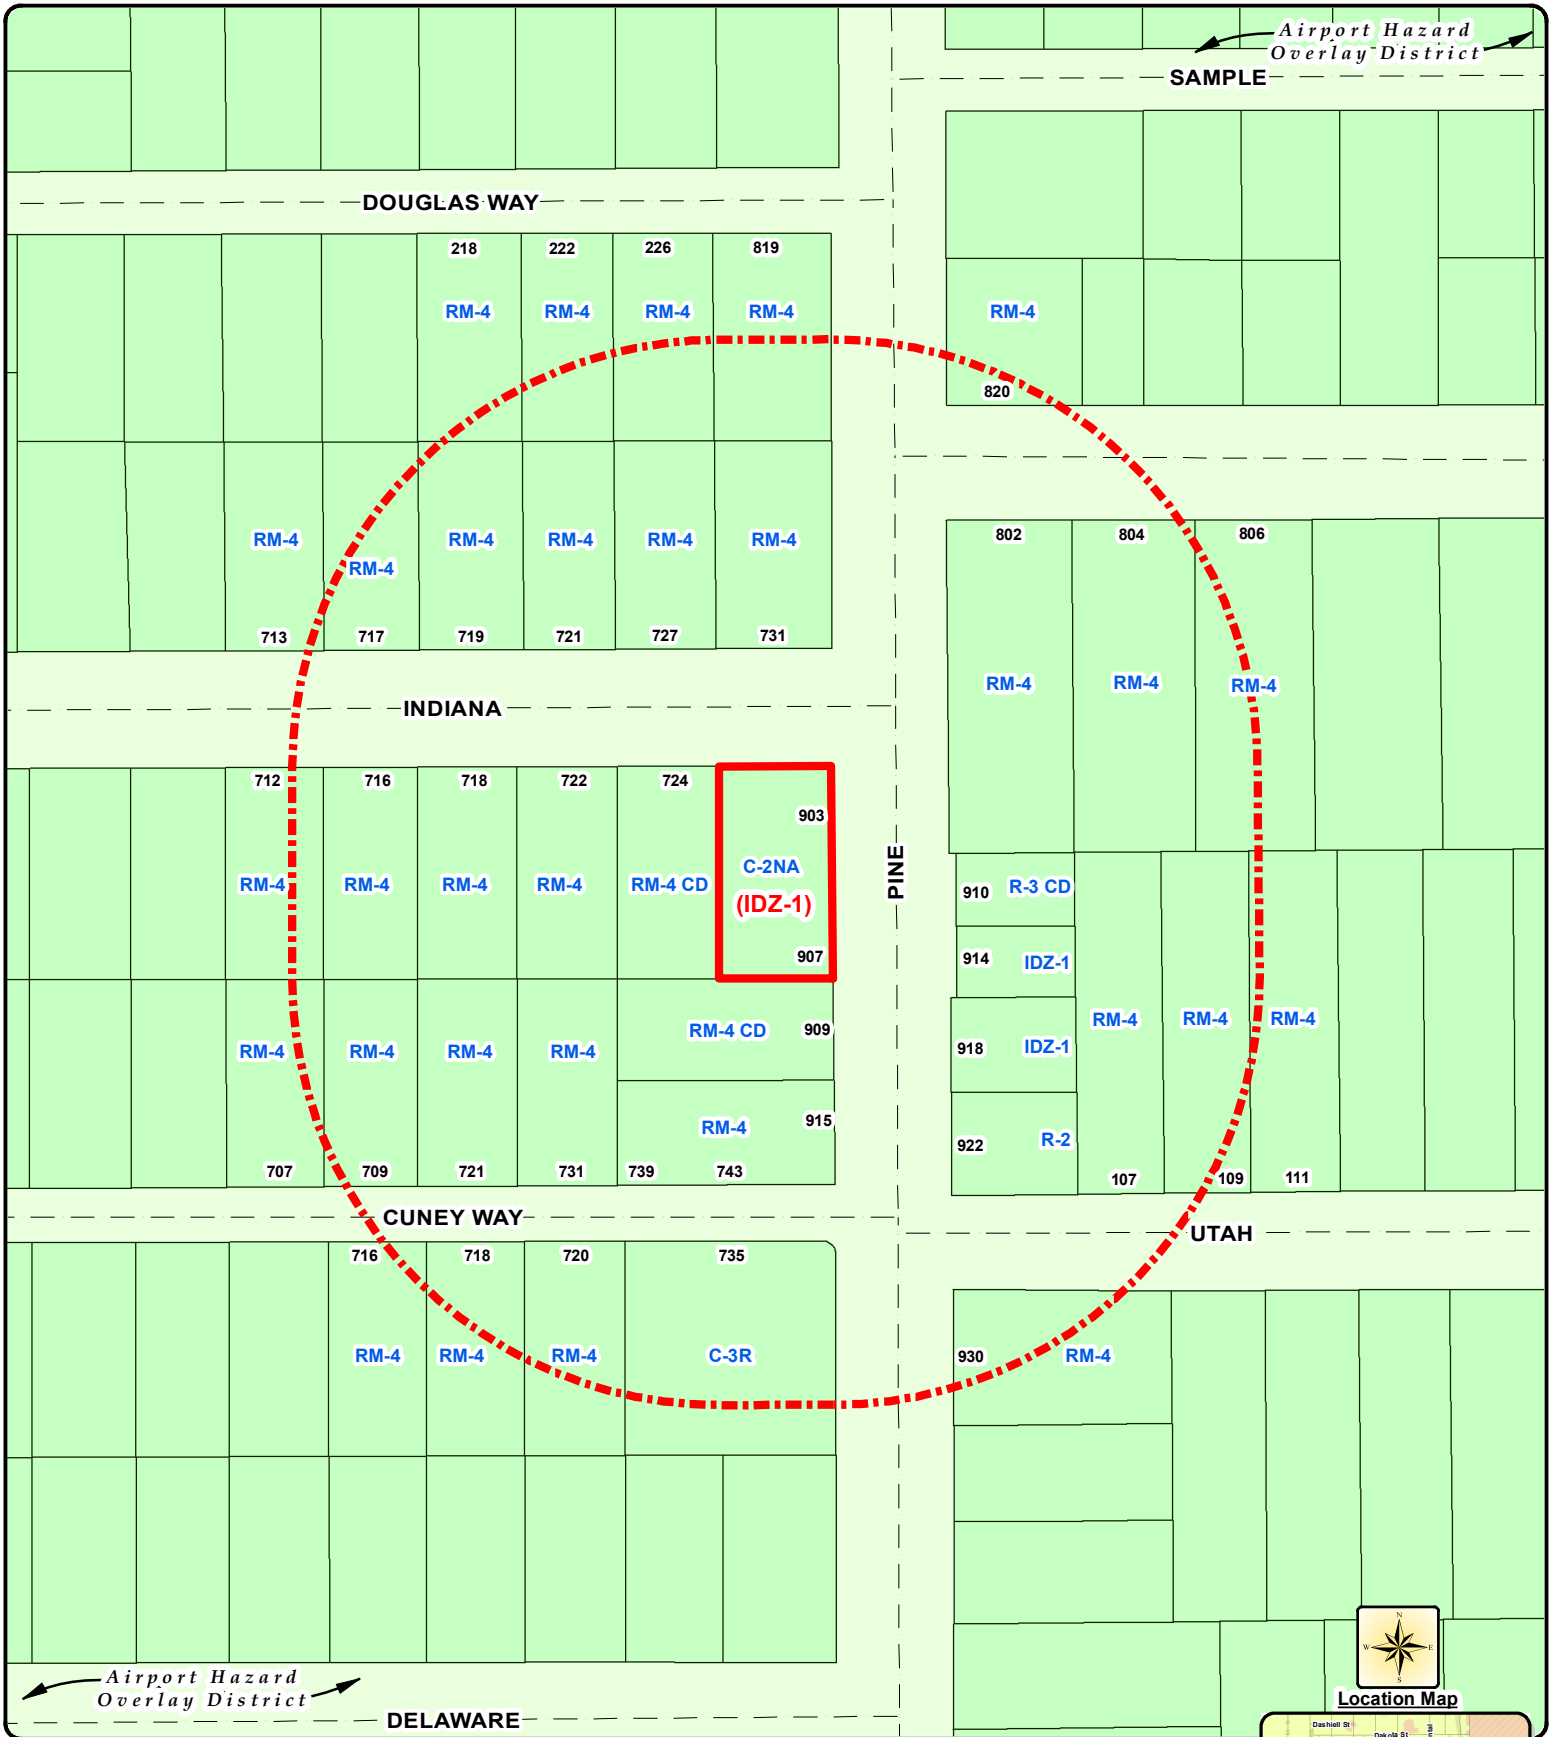 Airport Hazard
Overlay District
SAMPLE
DOUGLAS WAY
218 222 226 819
RM-4 RM-4 RM-4 RM-4 RM-4
820
802 804 806
RM-4 RM-4 RM-4 RM-4 RM-4
RM-4
713 717 719 721 727 731
RM-4 RM-4 RM-4
INDIANA
712 716 718 722 724
903
PINE
C-2NA
RM-4 RM-4 RM-4 RM-4 RM-4 CD
910 R-3 CD
(IDZ-1)
907
914 IDZ-1
RM-4 RM-4 RM-4
RM-4 CD 909
918 IDZ-1
RM-4 RM-4 RM-4 RM-4
RM-4 915
922 R-2
707 709 721 731 739 743
107 109 111
CUNEY WAY
UTAH
716 718 720 735
RM-4 RM-4 RM-4 C-3R
930 RM-4
N
W E
S
Airport Hazard
Overlay District
Location Map
DELAWARE
Dashiell St
Dakota St